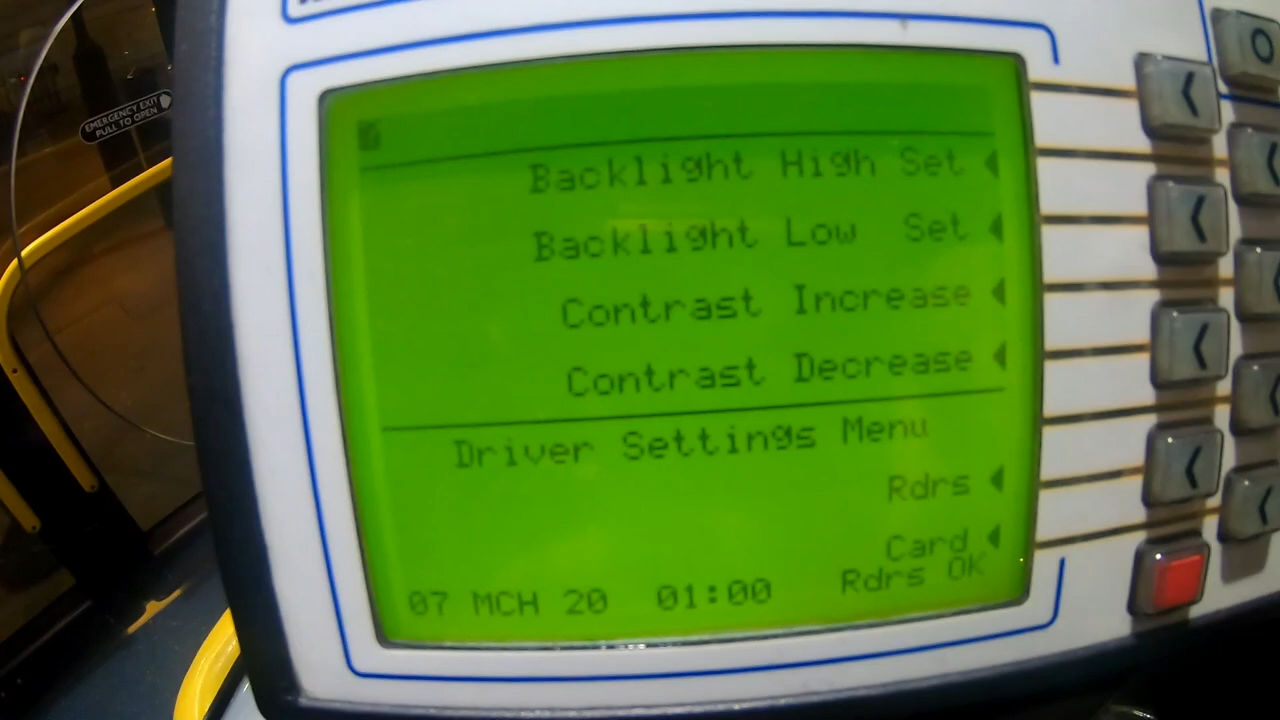 EMERGENCY EXIT
PULL TO OPEN
Backlight High Set
Backlight Low Set
Contrast Increase
Contrast Decrease
Driver Settings Menu
Rdrs
Card
07 MCH 20 01:00 Rdrs OK
O